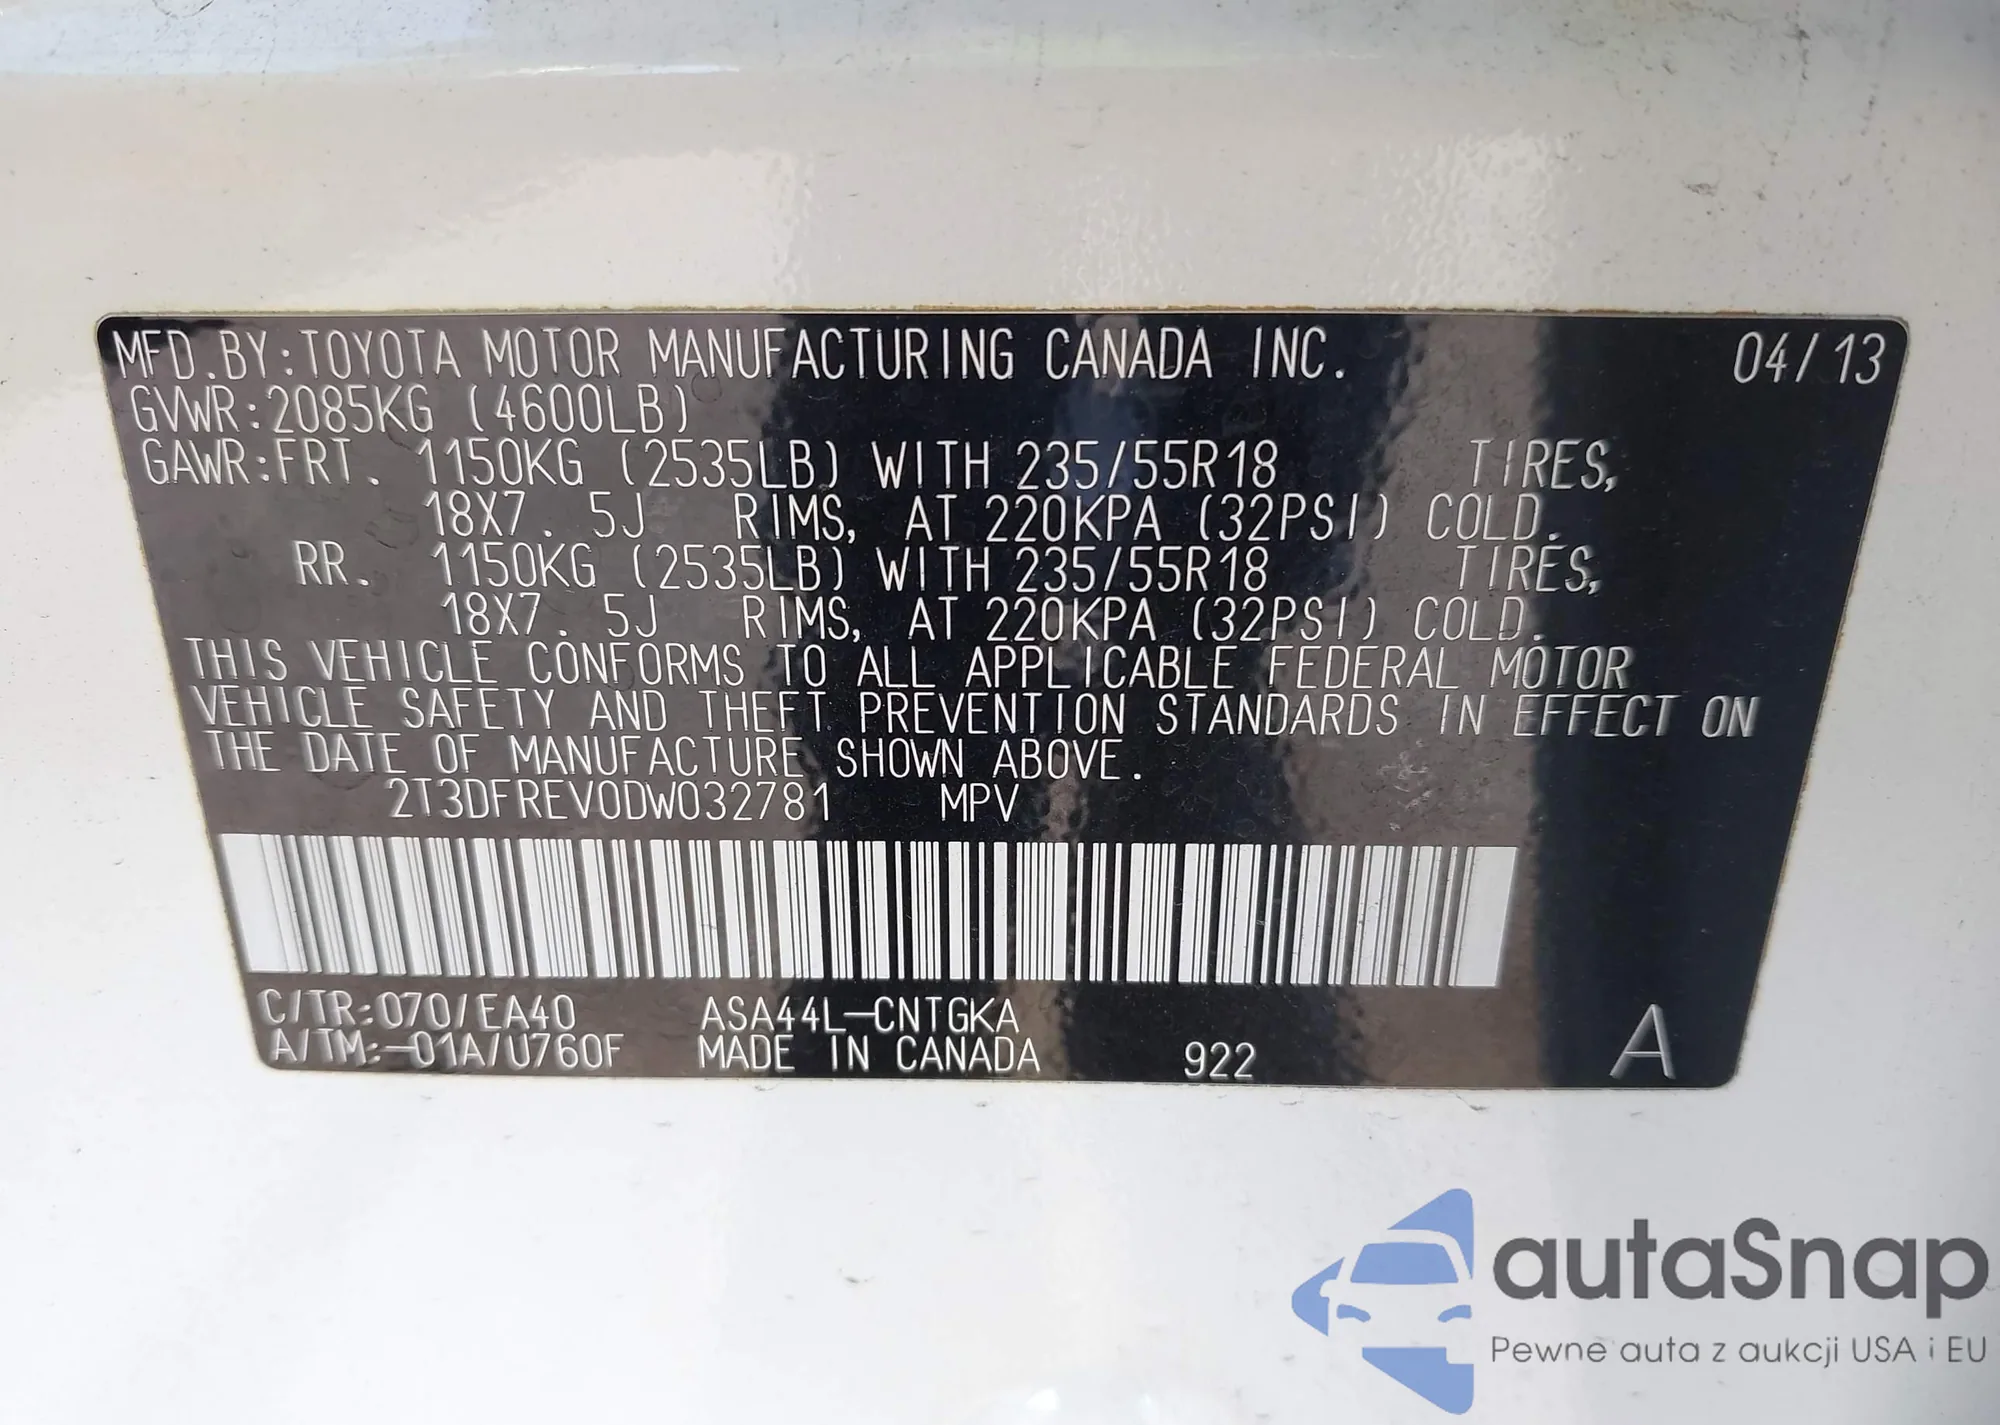 MFD.BY:TOYOTA MOTOR MANUFACTURING CANADA INC. 04/13
GVWR:2085KG (4600LB)
GAWR:FRT. 1150KG (2535LB) WITH 235/55R18 TIRES,
18X7.5J RIMS, AT 220KPA (32PSI) COLD.
RR. 1150KG (2535LB) WITH 235/55R18 TIRES,
18X7.5J RIMS, AT 220KPA (32PSI) COLD.
THIS VEHICLE CONFORMS TO ALL APPLICABLE FEDERAL MOTOR
VEHICLE SAFETY AND THEFT PREVENTION STANDARDS IN EFFECT ON
THE DATE OF MANUFACTURE SHOWN ABOVE.
2T3DFREV0DW032781 MPV
C/TR:070/EA40 ASA44L-CNTGKA
A/TM:-01A/U760F MADE IN CANADA 922 A
autaSnap
Pewne auta z aukcji USA i EU